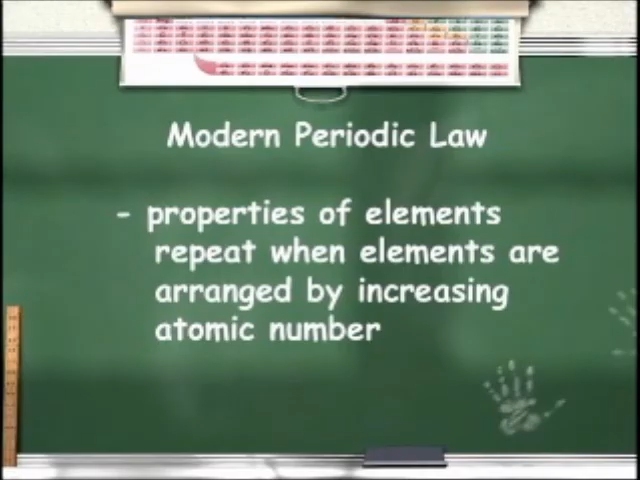 Modern Periodic Law
- properties of elements
repeat when elements are
arranged by increasing
atomic number